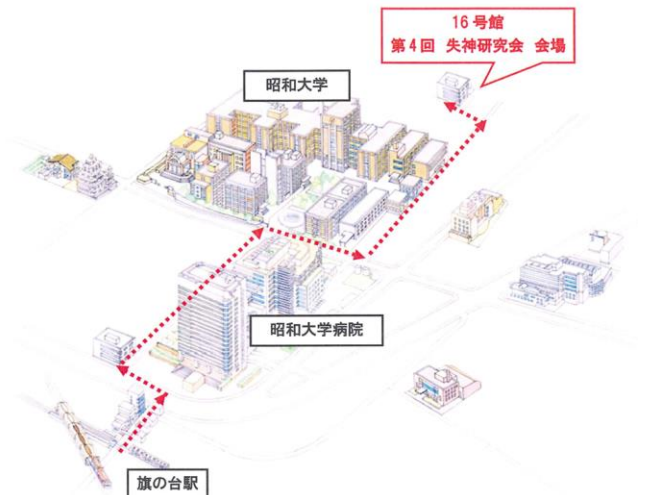 16号館
第4回 失神研究会 会場
昭和大学
昭和大学病院
旗の台駅